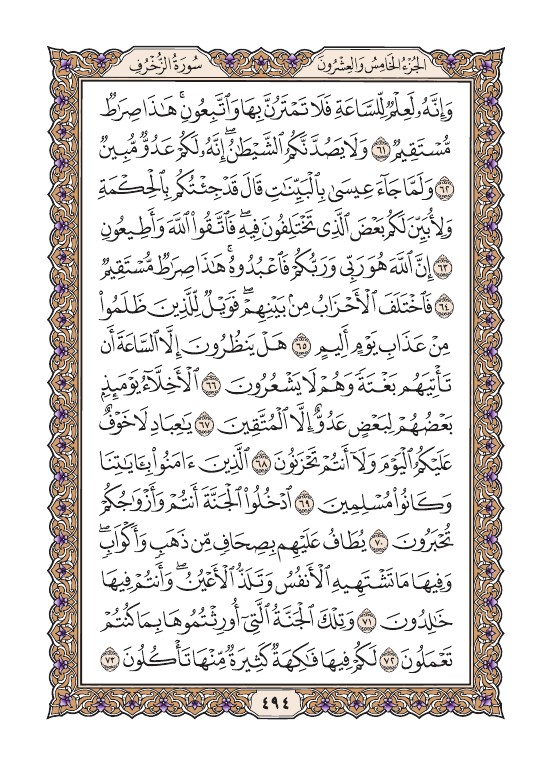 الجزء الخامس والعشرون سورة الزخرف
وَإِنَّهُۥ لَعِلْمٌ لِّلسَّاعَةِ فَلَا تَمْتَرُنَّ بِهَا وَٱتَّبِعُونِ ۚ هَٰذَا صِرَٰطٌ
مُّسْتَقِيمٌ ٦١ وَلَا يَصُدَّنَّكُمُ ٱلشَّيْطَٰنُ ۖ إِنَّهُۥ لَكُمْ عَدُوٌّ مُّبِينٌ
٦٢ وَلَمَّا جَآءَ عِيسَىٰ بِٱلْبَيِّنَٰتِ قَالَ قَدْ جِئْتُكُم بِٱلْحِكْمَةِ
وَلِأُبَيِّنَ لَكُم بَعْضَ ٱلَّذِى تَخْتَلِفُونَ فِيهِ ۖ فَٱتَّقُوا۟ ٱللَّهَ وَأَطِيعُونِ
٦٣ إِنَّ ٱللَّهَ هُوَ رَبِّى وَرَبُّكُمْ فَٱعْبُدُوهُ ۚ هَٰذَا صِرَٰطٌ مُّسْتَقِيمٌ
٦٤ فَٱخْتَلَفَ ٱلْأَحْزَابُ مِنۢ بَيْنِهِمْ ۖ فَوَيْلٌ لِّلَّذِينَ ظَلَمُوا۟
مِنْ عَذَابِ يَوْمٍ أَلِيمٍ ٦٥ هَلْ يَنظُرُونَ إِلَّا ٱلسَّاعَةَ أَن
تَأْتِيَهُم بَغْتَةً وَهُمْ لَا يَشْعُرُونَ ٦٦ ٱلْأَخِلَّآءُ يَوْمَئِذٍۭ
بَعْضُهُمْ لِبَعْضٍ عَدُوٌّ إِلَّا ٱلْمُتَّقِينَ ٦٧ يَٰعِبَادِ لَا خَوْفٌ
عَلَيْكُمُ ٱلْيَوْمَ وَلَآ أَنتُمْ تَحْزَنُونَ ٦٨ ٱلَّذِينَ ءَامَنُوا۟ بِـَٔايَٰتِنَا
وَكَانُوا۟ مُسْلِمِينَ ٦٩ ٱدْخُلُوا۟ ٱلْجَنَّةَ أَنتُمْ وَأَزْوَٰجُكُمْ
تُحْبَرُونَ ٧٠ يُطَافُ عَلَيْهِم بِصِحَافٍ مِّن ذَهَبٍ وَأَكْوَابٍ ۖ
وَفِيهَا مَا تَشْتَهِيهِ ٱلْأَنفُسُ وَتَلَذُّ ٱلْأَعْيُنُ ۖ وَأَنتُمْ فِيهَا
خَٰلِدُونَ ٧١ وَتِلْكَ ٱلْجَنَّةُ ٱلَّتِىٓ أُورِثْتُمُوهَا بِمَا كُنتُمْ
تَعْمَلُونَ ٧٢ لَكُمْ فِيهَا فَٰكِهَةٌ كَثِيرَةٌ مِّنْهَا تَأْكُلُونَ ٧٣
٤٩٤